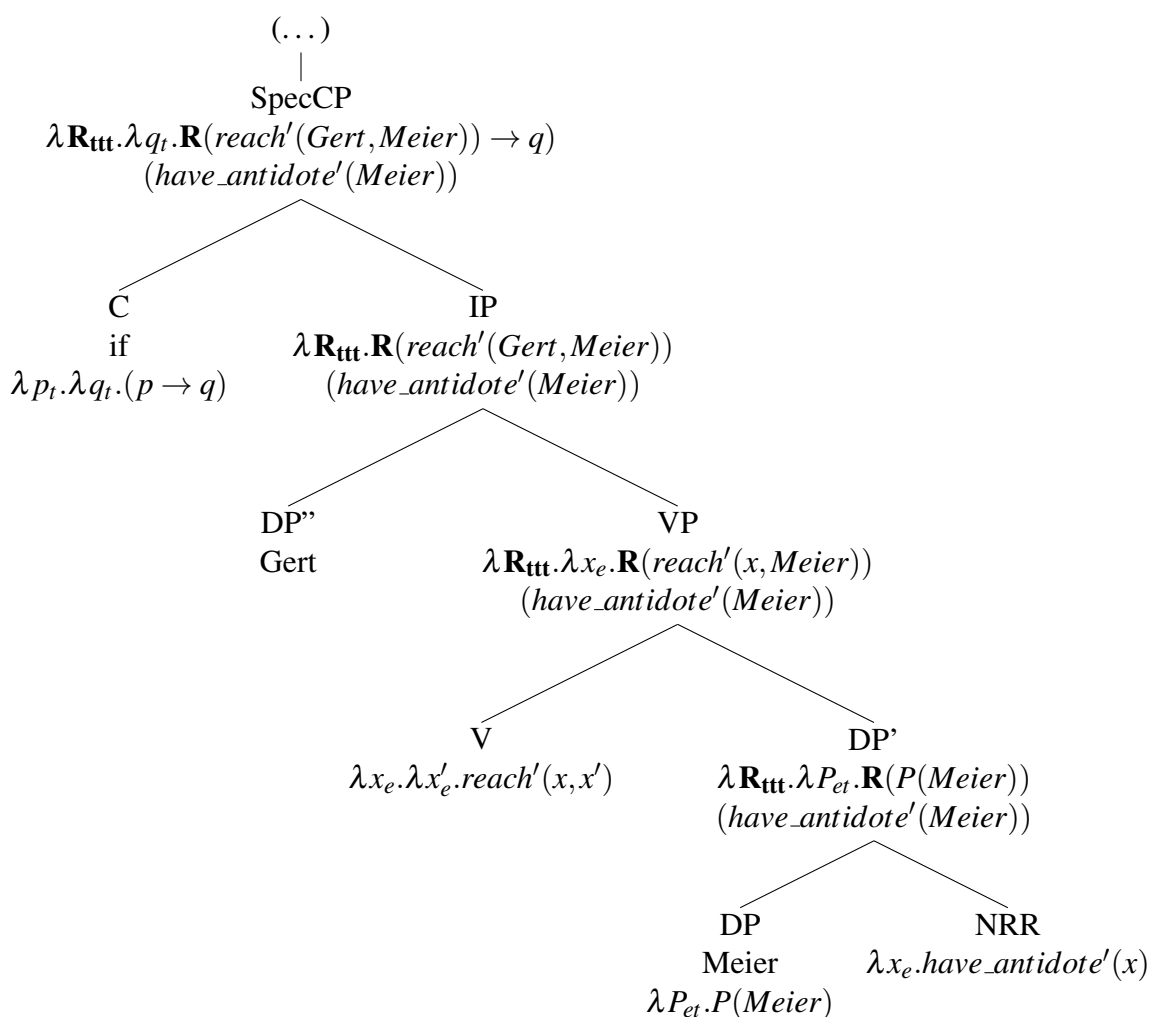 (...)
SpecCP
λR_ttt.λq_t.R(reach′(Gert,Meier)) → q)
(have_antidote′(Meier))
C IP
if λR_ttt.R(reach′(Gert,Meier))
λp_t.λq_t.(p → q) (have_antidote′(Meier))
DP” VP
Gert λR_ttt.λx_e.R(reach′(x,Meier))
(have_antidote′(Meier))
V DP’
λx_e.λx′_e.reach′(x,x′) λR_ttt.λP_et.R(P(Meier))
(have_antidote′(Meier))
DP NRR
Meier λx_e.have_antidote′(x)
λP_et.P(Meier)